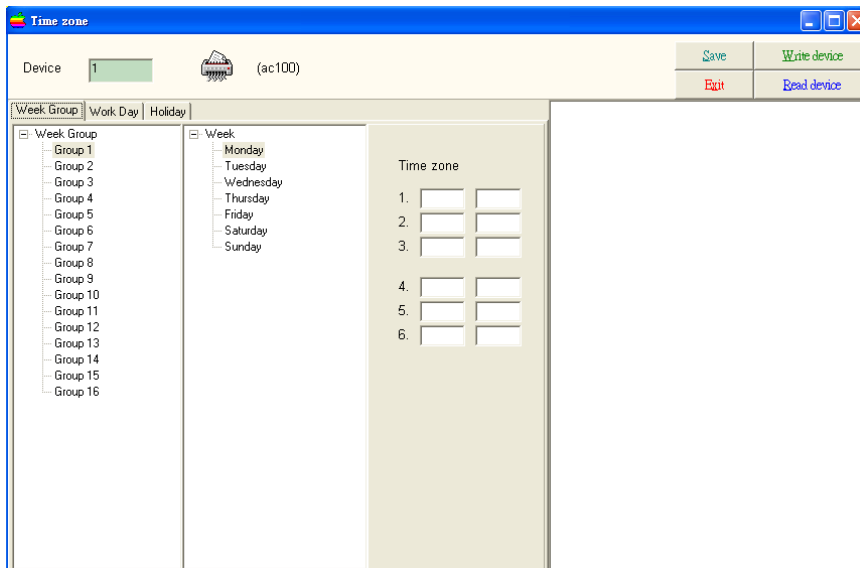 Time zone
Device 1 (ac100)
Save Write device
Exit Read device
Week Group Work Day Holiday
Week Group
Group 1
Group 2
Group 3
Group 4
Group 5
Group 6
Group 7
Group 8
Group 9
Group 10
Group 11
Group 12
Group 13
Group 14
Group 15
Group 16
Week
Monday
Tuesday
Wednesday
Thursday
Friday
Saturday
Sunday
Time zone
1.
2.
3.
4.
5.
6.